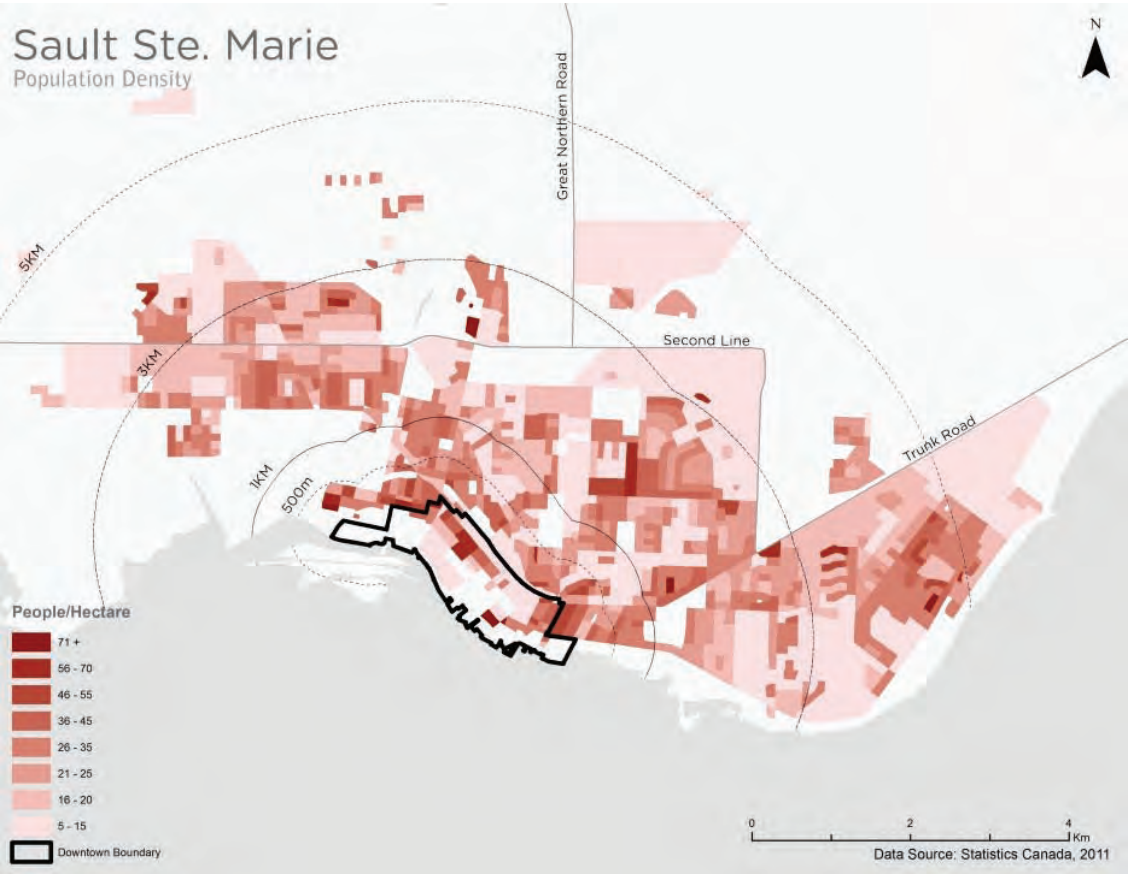 Sault Ste. Marie
Population Density
N
Great Northern Road
5KM
Second Line
3KM
Trunk Road
1KM
500m
People/Hectare
71 +
56 - 70
46 - 55
36 - 45
26 - 35
21 - 25
16 - 20
5 - 15
Downtown Boundary
0 2 4
Km
Data Source: Statistics Canada, 2011